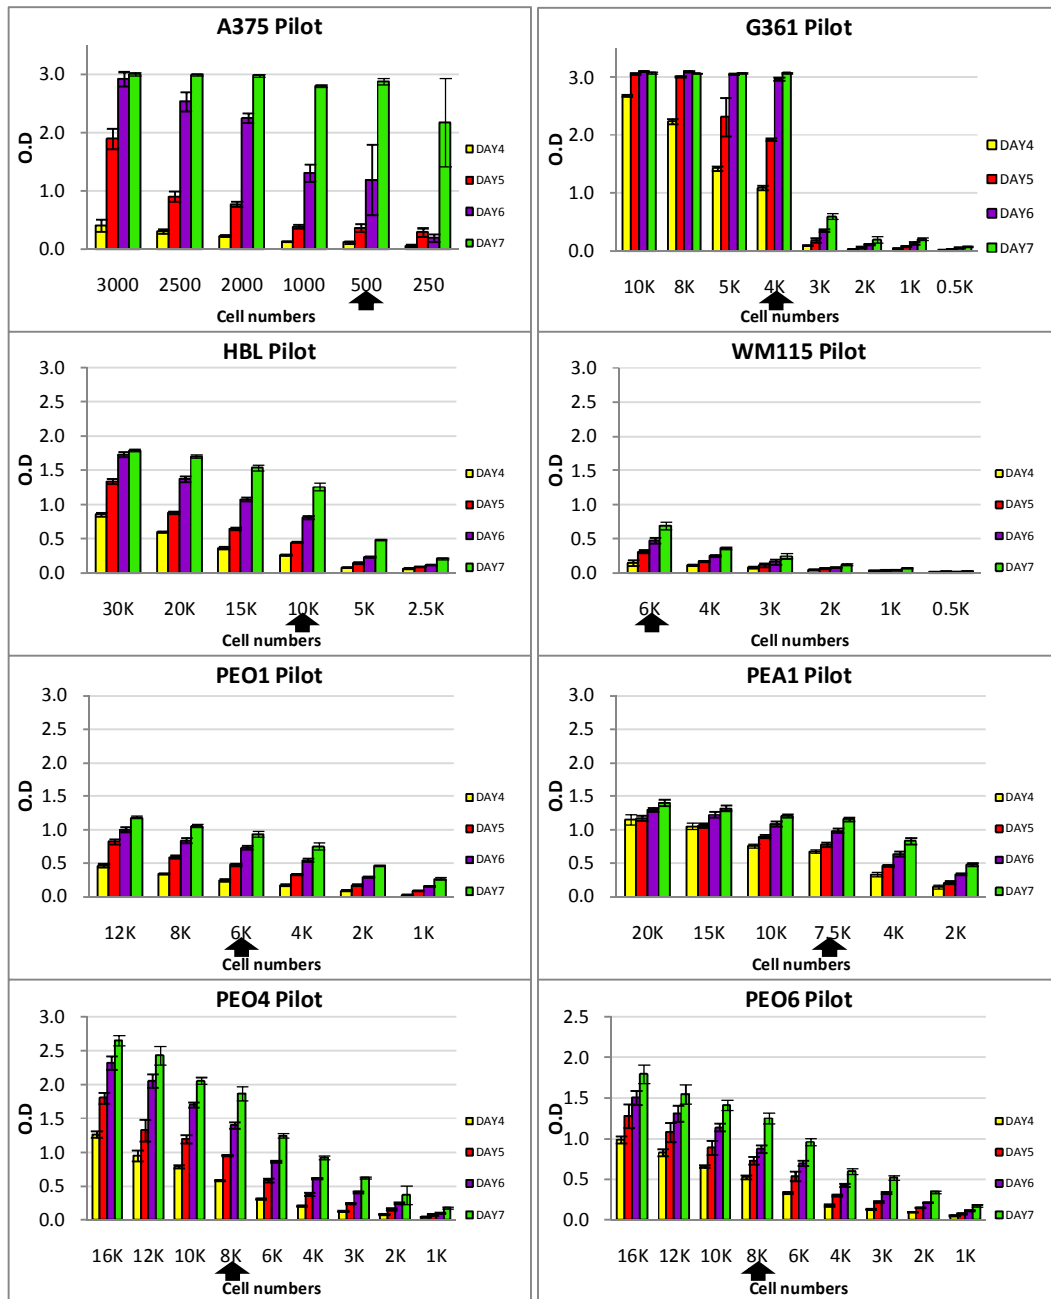 A375 Pilot
3.0
2.0
1.0
0.0
O.D
3000 2500 2000 1000 500 250
Cell numbers
DAY4
DAY5
DAY6
DAY7
G361 Pilot
3.0
2.0
1.0
0.0
O.D
10K 8K 5K 4K 3K 2K 1K 0.5K
Cell numbers
DAY4
DAY5
DAY6
DAY7
HBL Pilot
3.0
2.5
2.0
1.5
1.0
0.5
0.0
O.D
30K 20K 15K 10K 5K 2.5K
Cell numbers
DAY4
DAY5
DAY6
DAY7
WM115 Pilot
3.0
2.5
2.0
1.5
1.0
0.5
0.0
O.D
6K 4K 3K 2K 1K 0.5K
Cell numbers
DAY4
DAY5
DAY6
DAY7
PEO1 Pilot
3.0
2.5
2.0
1.5
1.0
0.5
0.0
O.D
12K 8K 6K 4K 2K 1K
Cell numbers
DAY4
DAY5
DAY6
DAY7
PEA1 Pilot
3.0
2.5
2.0
1.5
1.0
0.5
0.0
O.D
20K 15K 10K 7.5K 4K 2K
Cell numbers
DAY4
DAY5
DAY6
DAY7
PEO4 Pilot
3.0
2.5
2.0
1.5
1.0
0.5
0.0
O.D
16K 12K 10K 8K 6K 4K 3K 2K 1K
Cell numbers
DAY4
DAY5
DAY6
DAY7
PEO6 Pilot
2.5
2.0
1.5
1.0
0.5
0.0
O.D
16K 12K 10K 8K 6K 4K 3K 2K 1K
Cell numbers
DAY4
DAY5
DAY6
DAY7